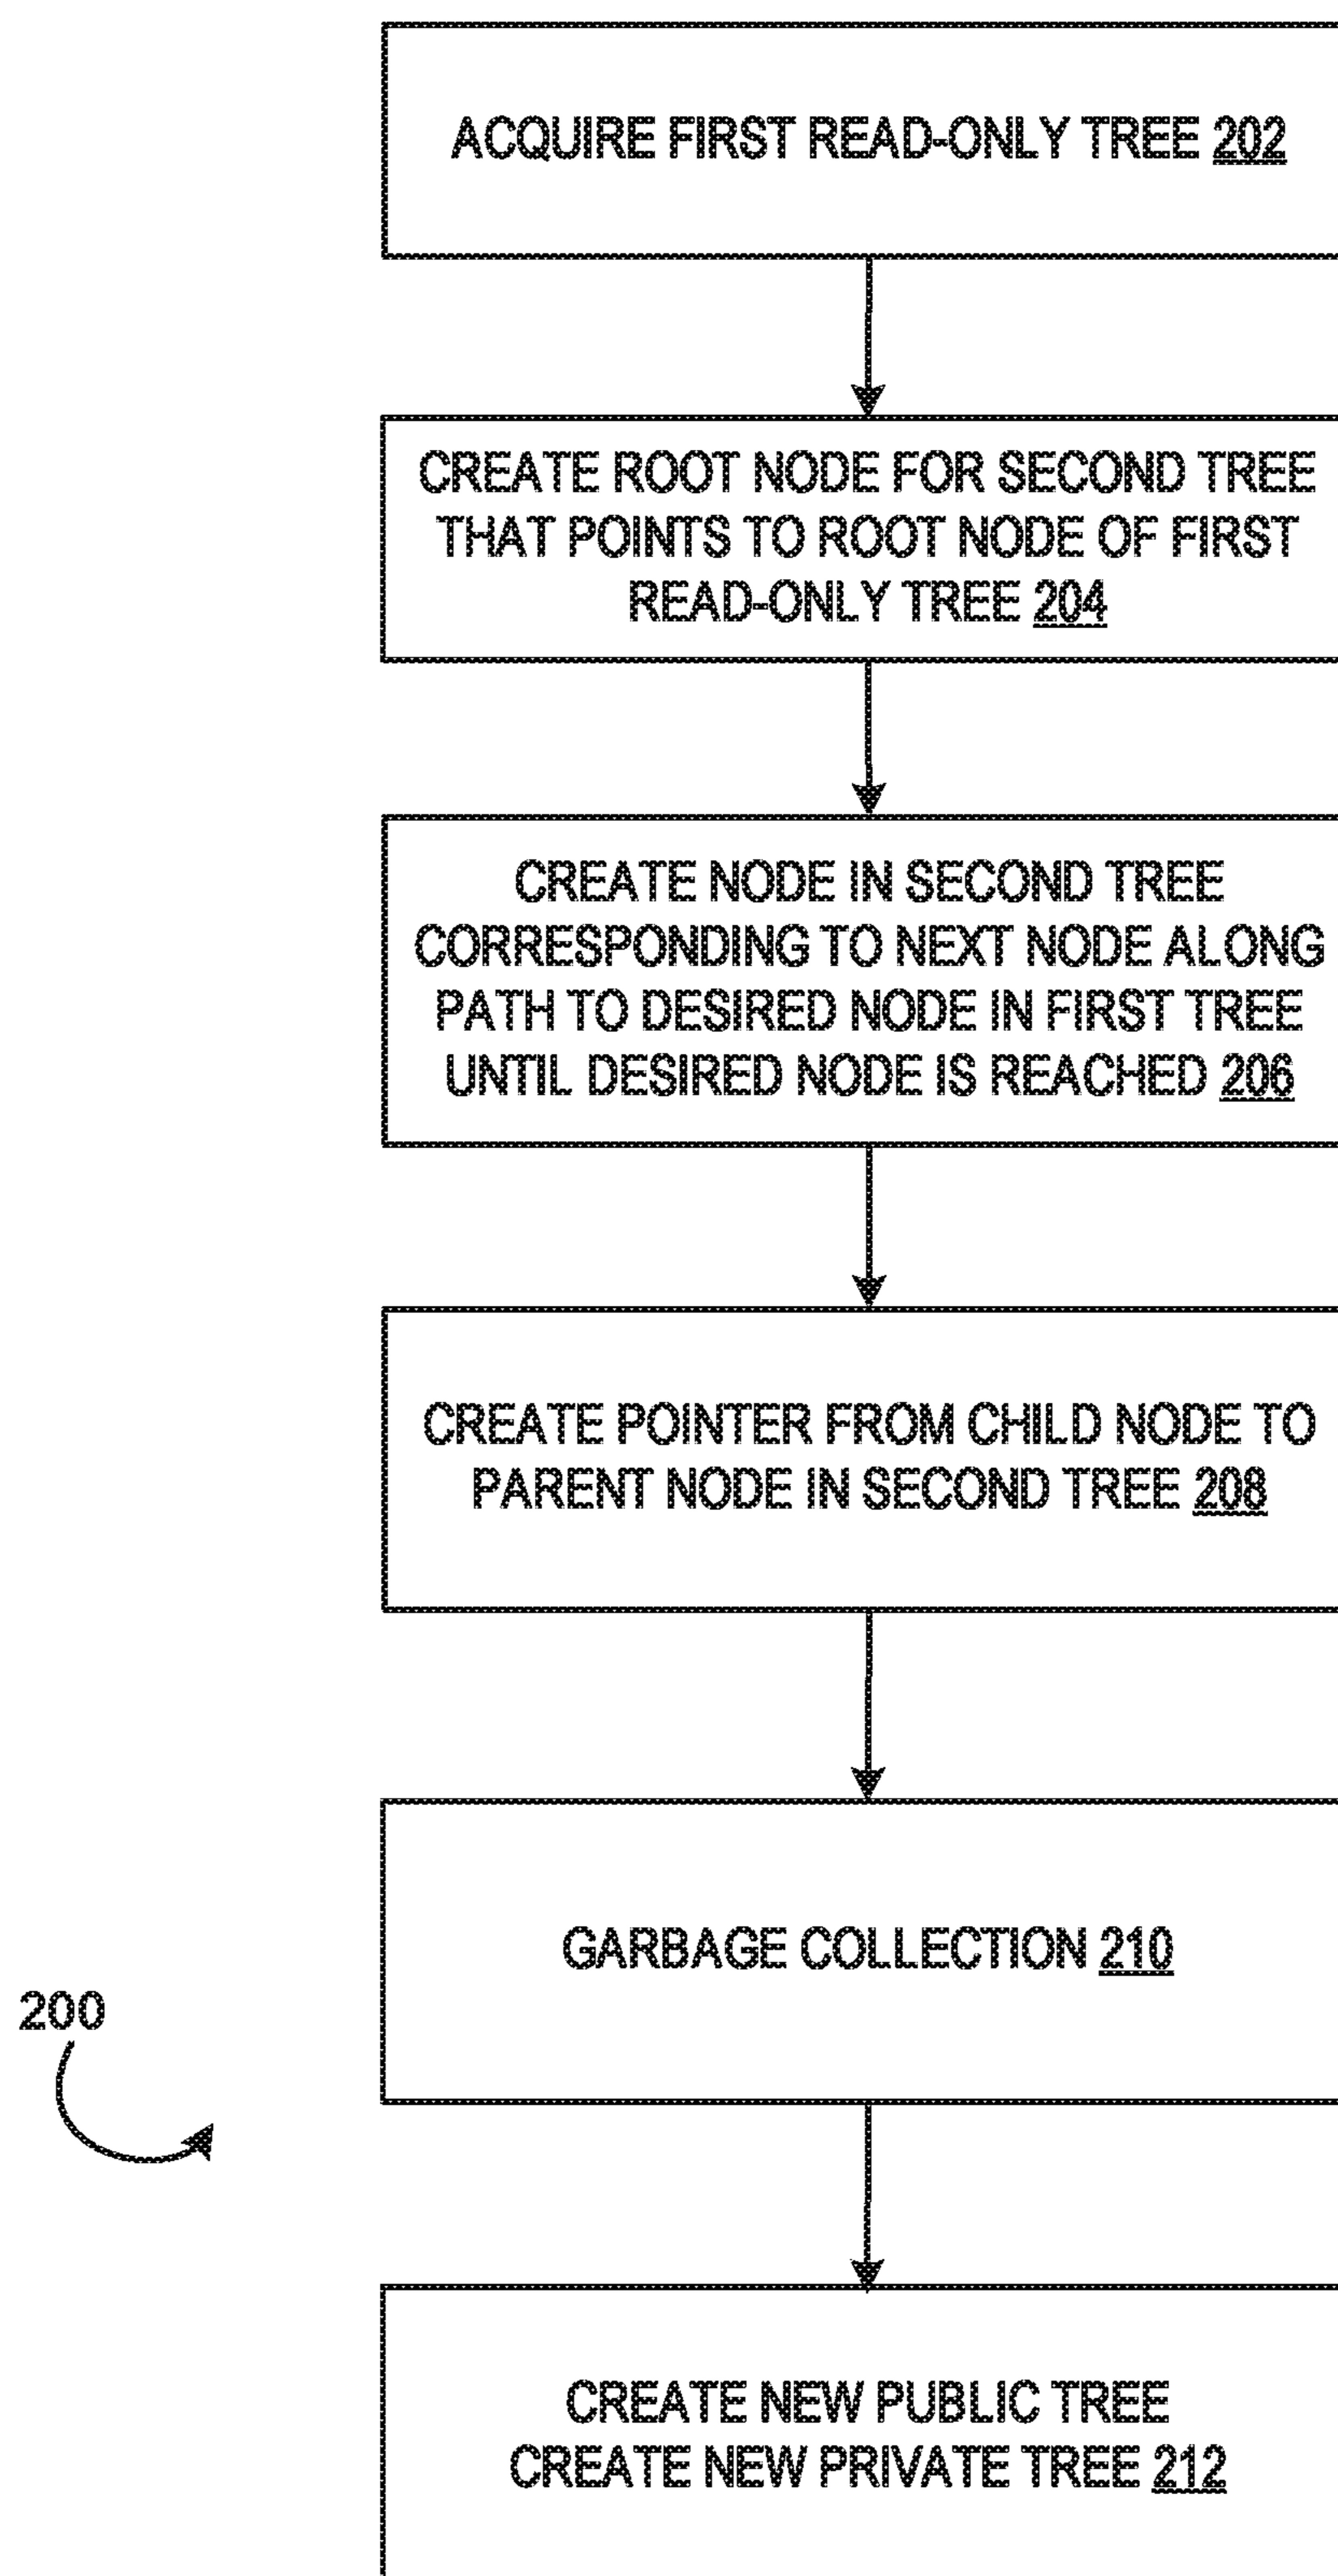 ACQUIRE FIRST READ-ONLY TREE 202
CREATE ROOT NODE FOR SECOND TREE
THAT POINTS TO ROOT NODE OF FIRST
READ-ONLY TREE 204
CREATE NODE IN SECOND TREE
CORRESPONDING TO NEXT NODE ALONG
PATH TO DESIRED NODE IN FIRST TREE
UNTIL DESIRED NODE IS REACHED 206
CREATE POINTER FROM CHILD NODE TO
PARENT NODE IN SECOND TREE 208
GARBAGE COLLECTION 210
200
CREATE NEW PUBLIC TREE
CREATE NEW PRIVATE TREE 212